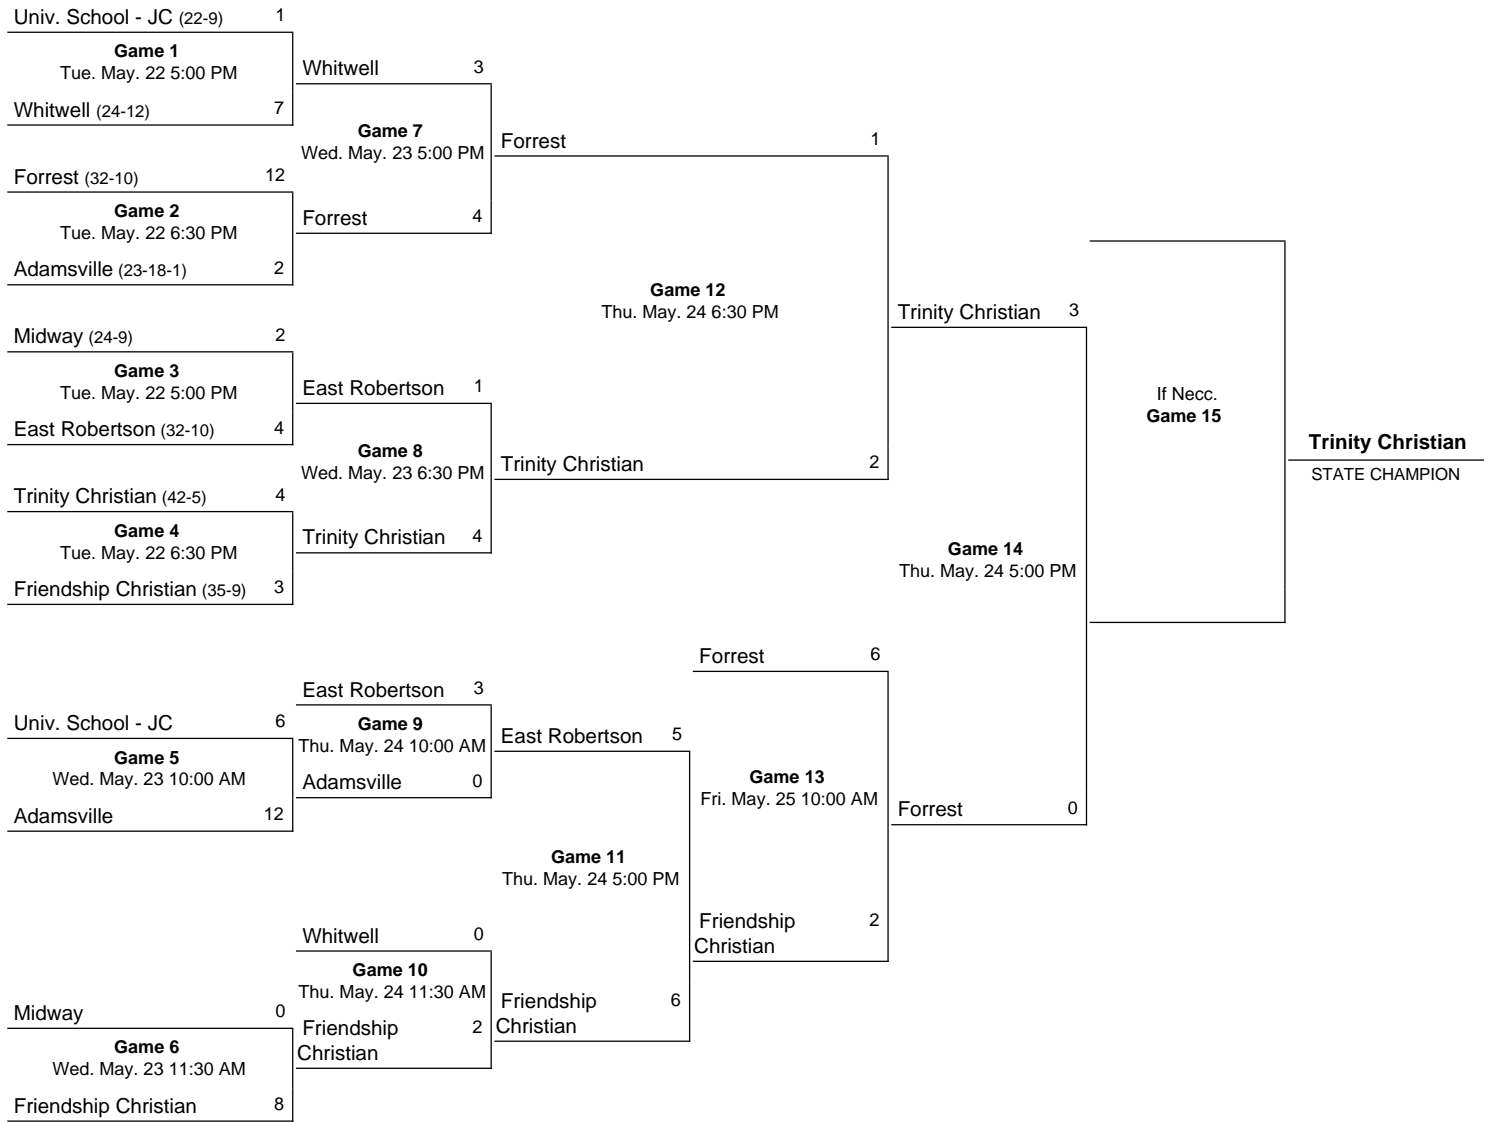 Univ. School - JC (22-9) 1
Game 1
Tue. May. 22 5:00 PM
Whitwell (24-12) 7
Forrest (32-10) 12
Game 2
Tue. May. 22 6:30 PM
Adamsville (23-18-1) 2
Midway (24-9) 2
Game 3
Tue. May. 22 5:00 PM
East Robertson (32-10) 4
Trinity Christian (42-5) 4
Game 4
Tue. May. 22 6:30 PM
Friendship Christian (35-9) 3
Univ. School - JC 6
Game 5
Wed. May. 23 10:00 AM
Adamsville 12
Midway 0
Game 6
Wed. May. 23 11:30 AM
Friendship Christian 8
Whitwell 3
Game 7
Wed. May. 23 5:00 PM
Forrest 4
East Robertson 1
Game 8
Wed. May. 23 6:30 PM
Trinity Christian 4
East Robertson 3
Game 9
Thu. May. 24 10:00 AM
Adamsville 0
Whitwell 0
Game 10
Thu. May. 24 11:30 AM
Friendship 2
Christian
Forrest 1
Game 12
Thu. May. 24 6:30 PM
Trinity Christian 2
East Robertson 5
Game 11
Thu. May. 24 5:00 PM
Friendship 6
Christian
Forrest 6
Game 13
Fri. May. 25 10:00 AM
Friendship 2
Christian
Trinity Christian 3
Game 14
Thu. May. 24 5:00 PM
Forrest 0
If Necc.
Game 15
Trinity Christian
STATE CHAMPION